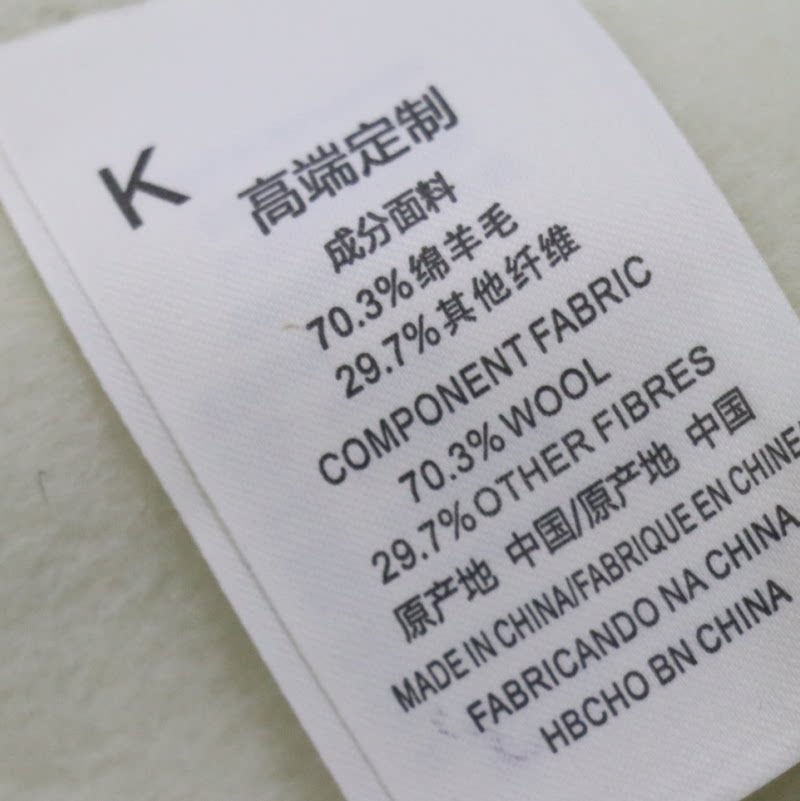 K
高端定制
成分面料
70.3%绵羊毛
29.7%其他纤维
COMPONENT FABRIC
70.3%WOOL
29.7%OTHER FIBRES
原产地 中国/原产地 中国
MADE IN CHINA/FABRIQUE EN CHINE/
FABRICANDO NA CHINA
HBCHO BN CHINA